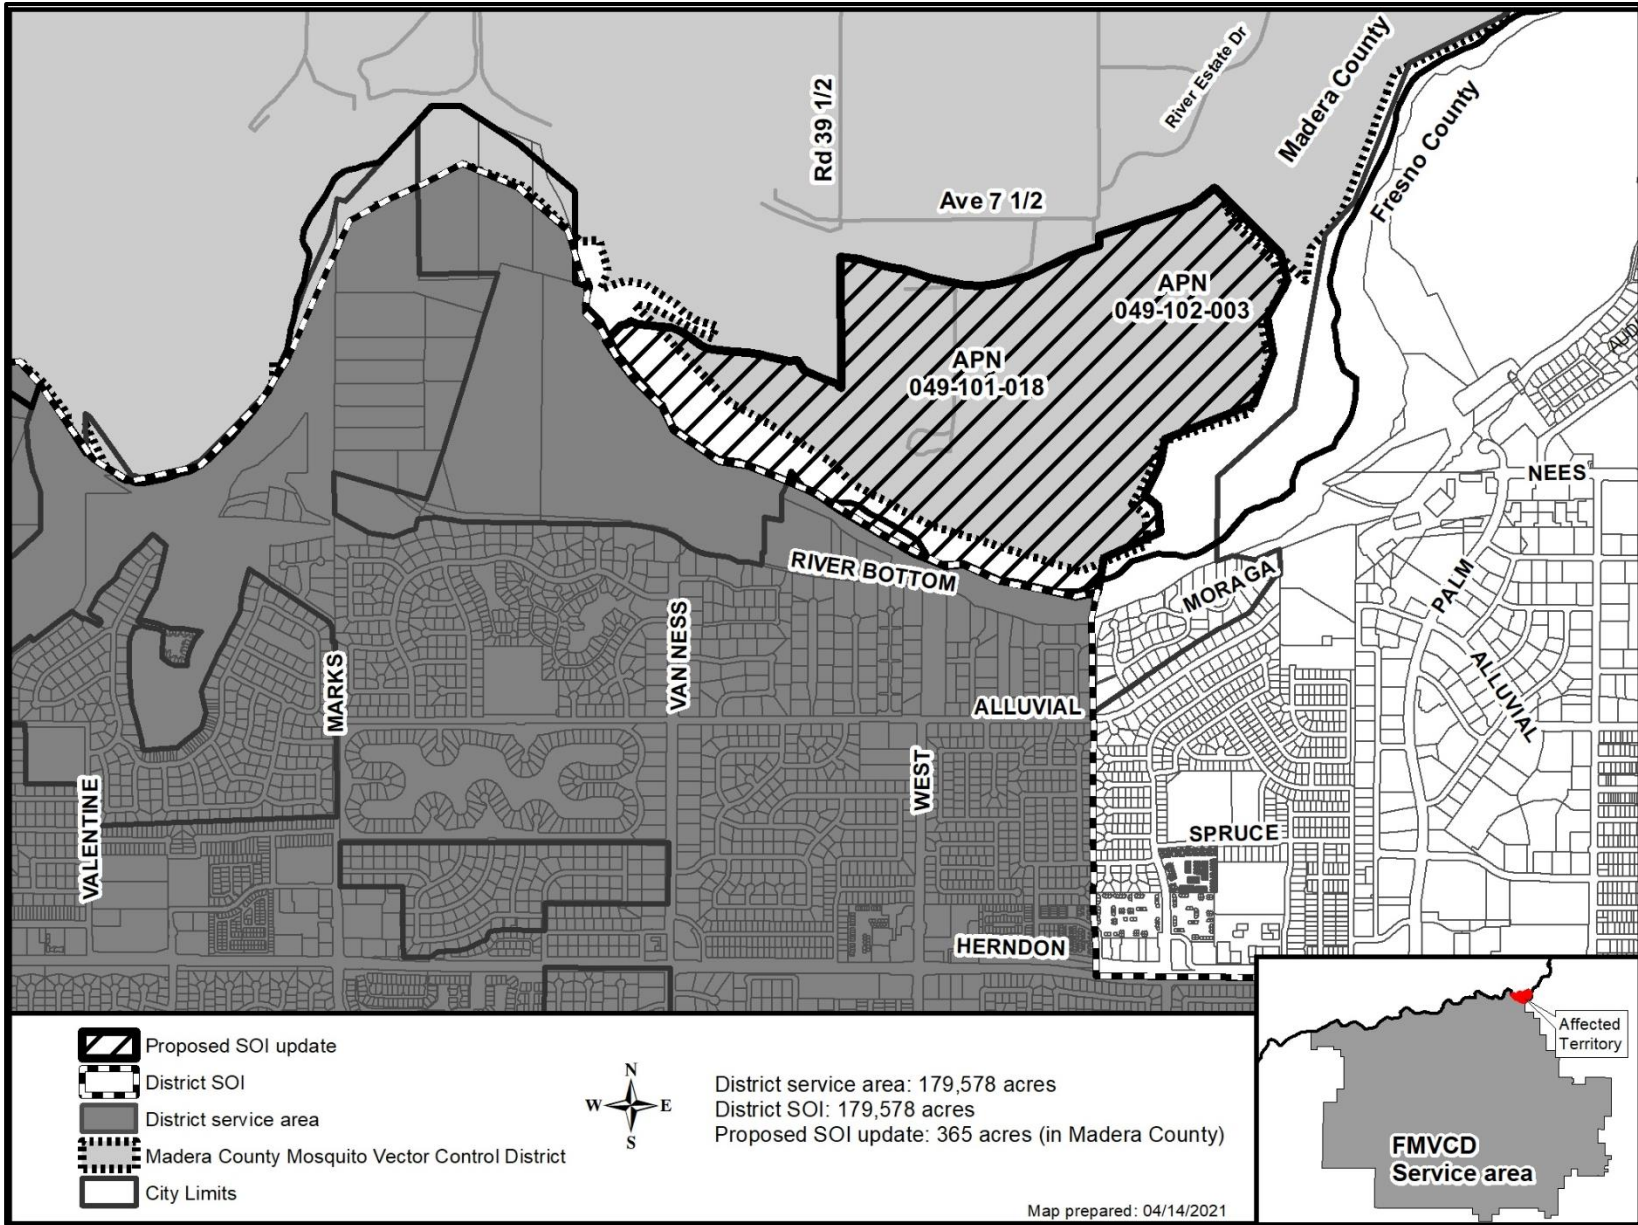 Rd 39 1/2
River Estate Dr
Madera County
Fresno County
Ave 7 1/2
APN
049-102-003
APN
049-101-018
NEES
RIVER BOTTOM
MORAGA
PALM
ALLUVIAL
MARKS
VAN NESS
ALLUVIAL
WEST
VALENTINE
SPRUCE
HERNDON
Proposed SOI update
District SOI
District service area
Madera County Mosquito Vector Control District
City Limits
N
W
E
S
District service area: 179,578 acres
District SOI: 179,578 acres
Proposed SOI update: 365 acres (in Madera County)
Map prepared: 04/14/2021
Affected
Territory
FMVCD
Service area